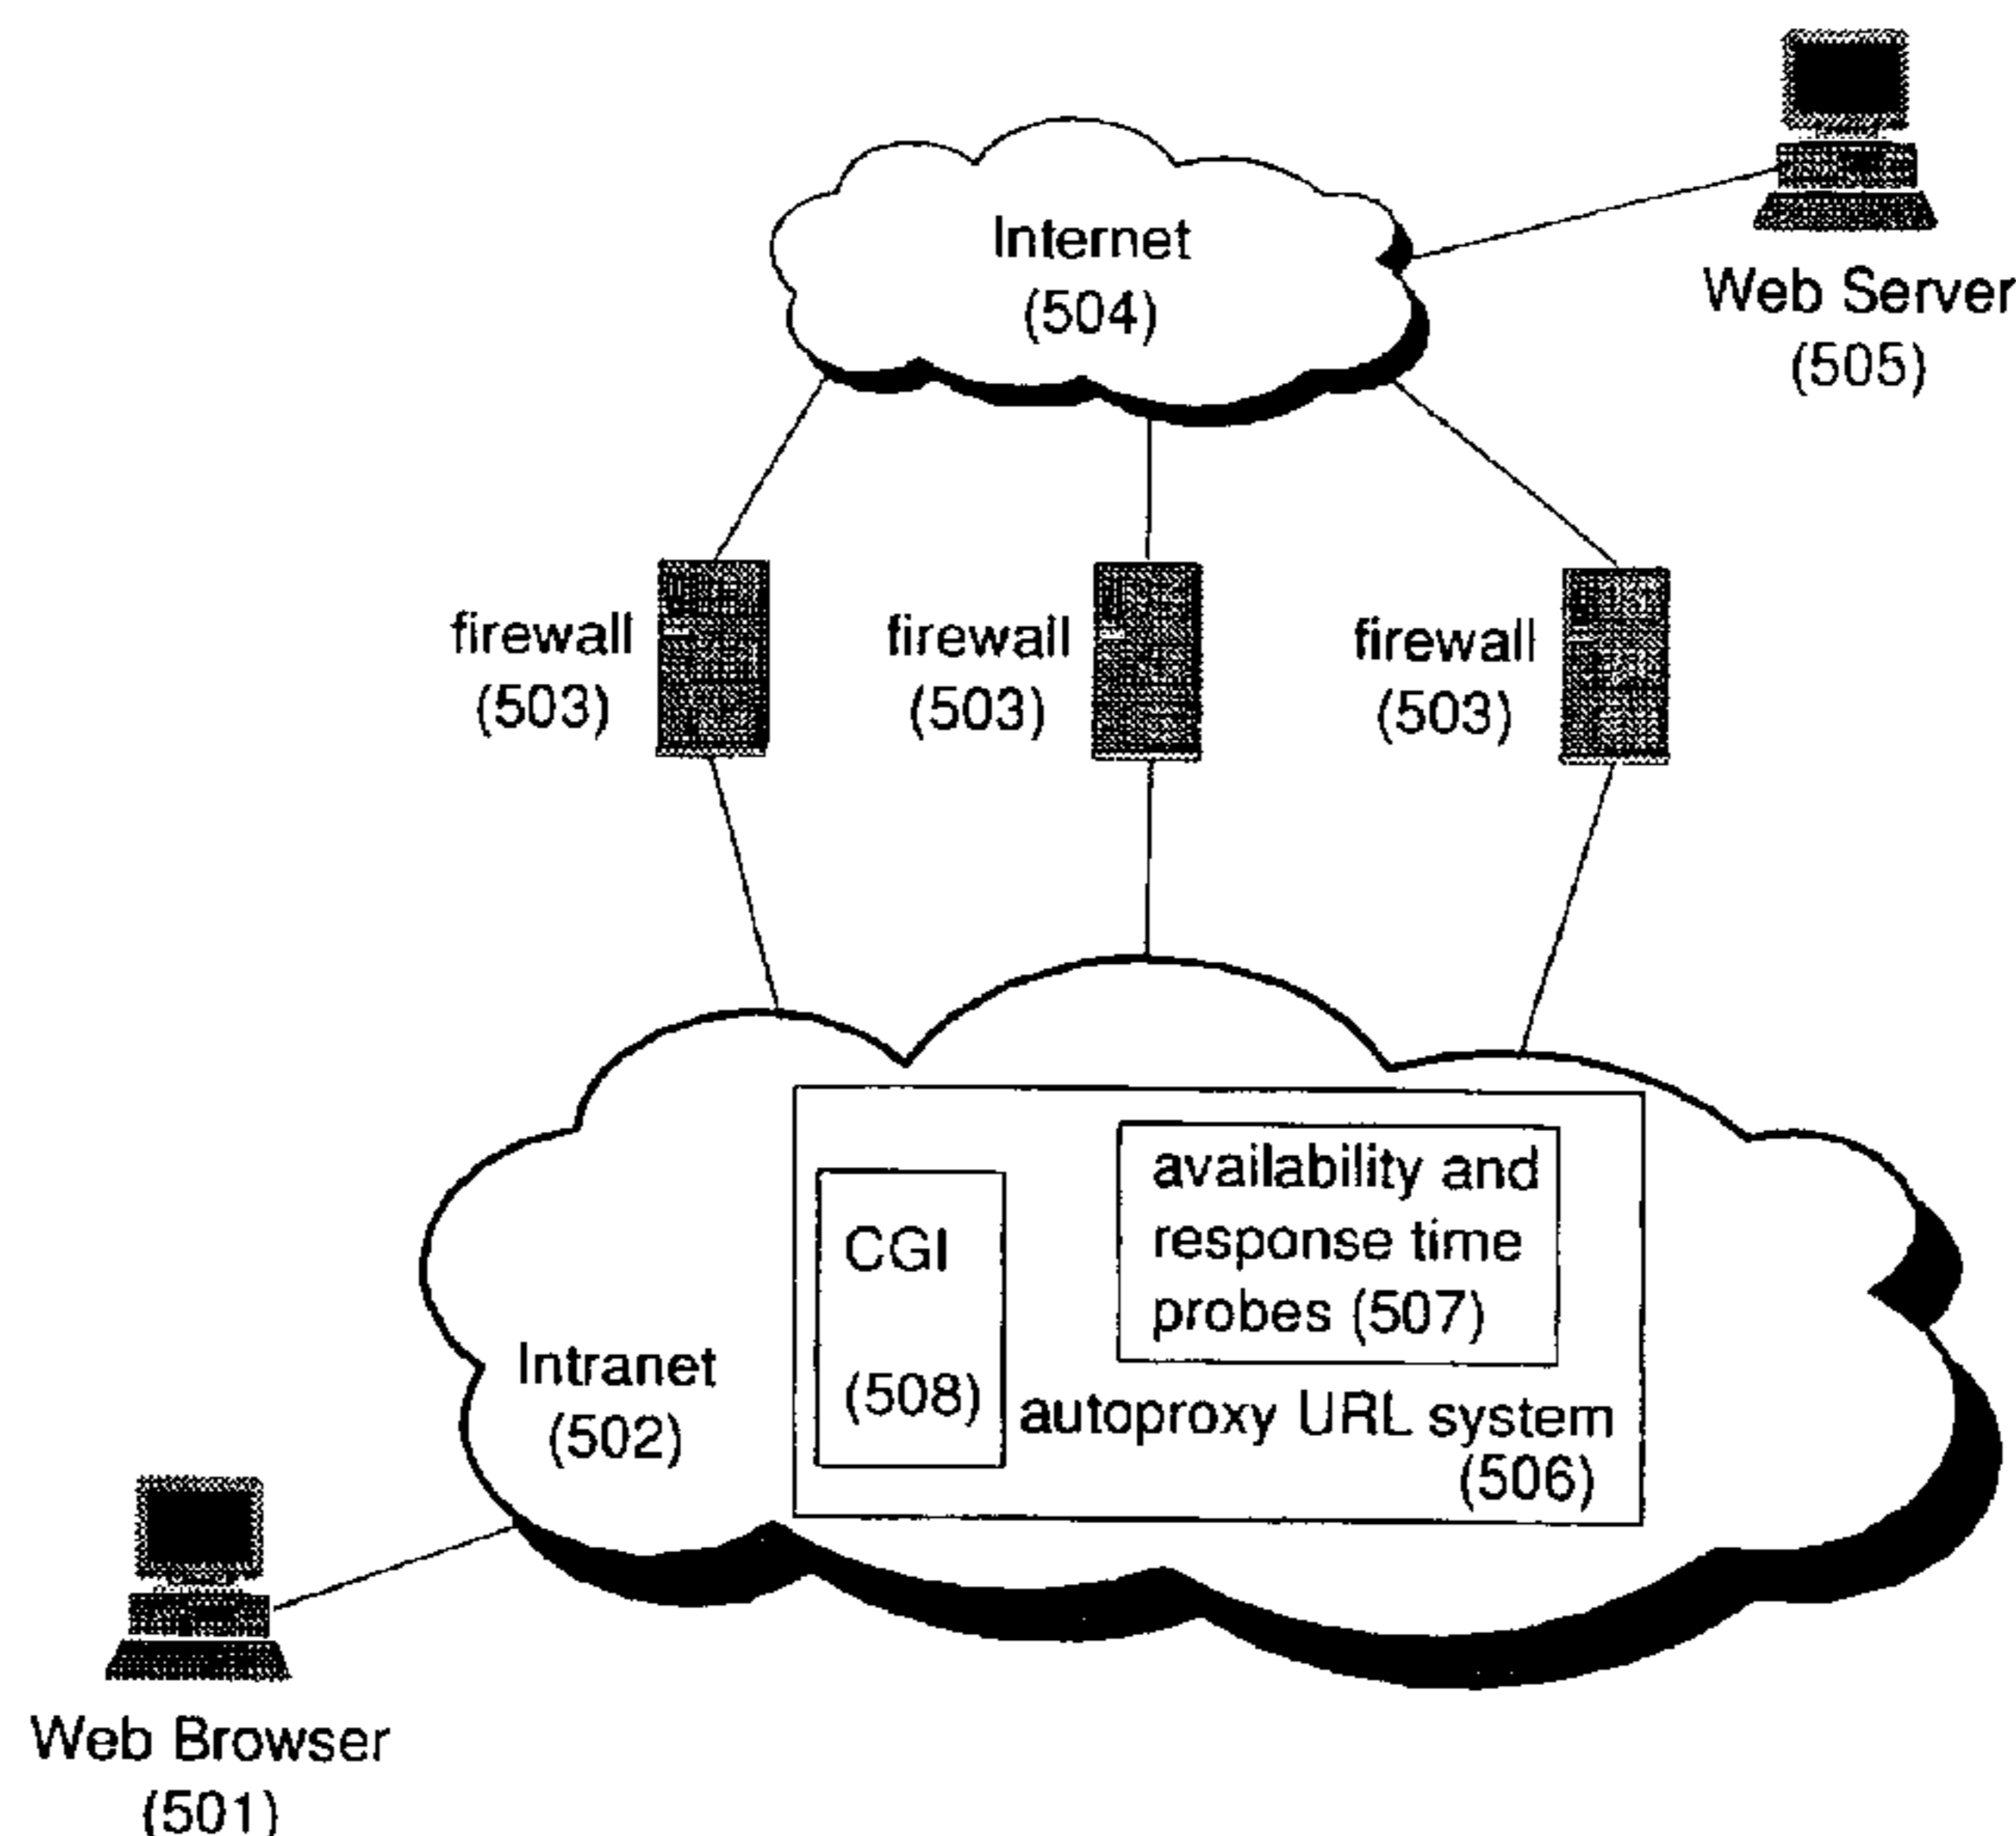 Internet
(504)
Web Server
(505)
firewall
(503)
firewall
(503)
firewall
(503)
availability and
response time
probes (507)
CGI
(508)
autoproxy URL system
(506)
Intranet
(502)
Web Browser
(501)